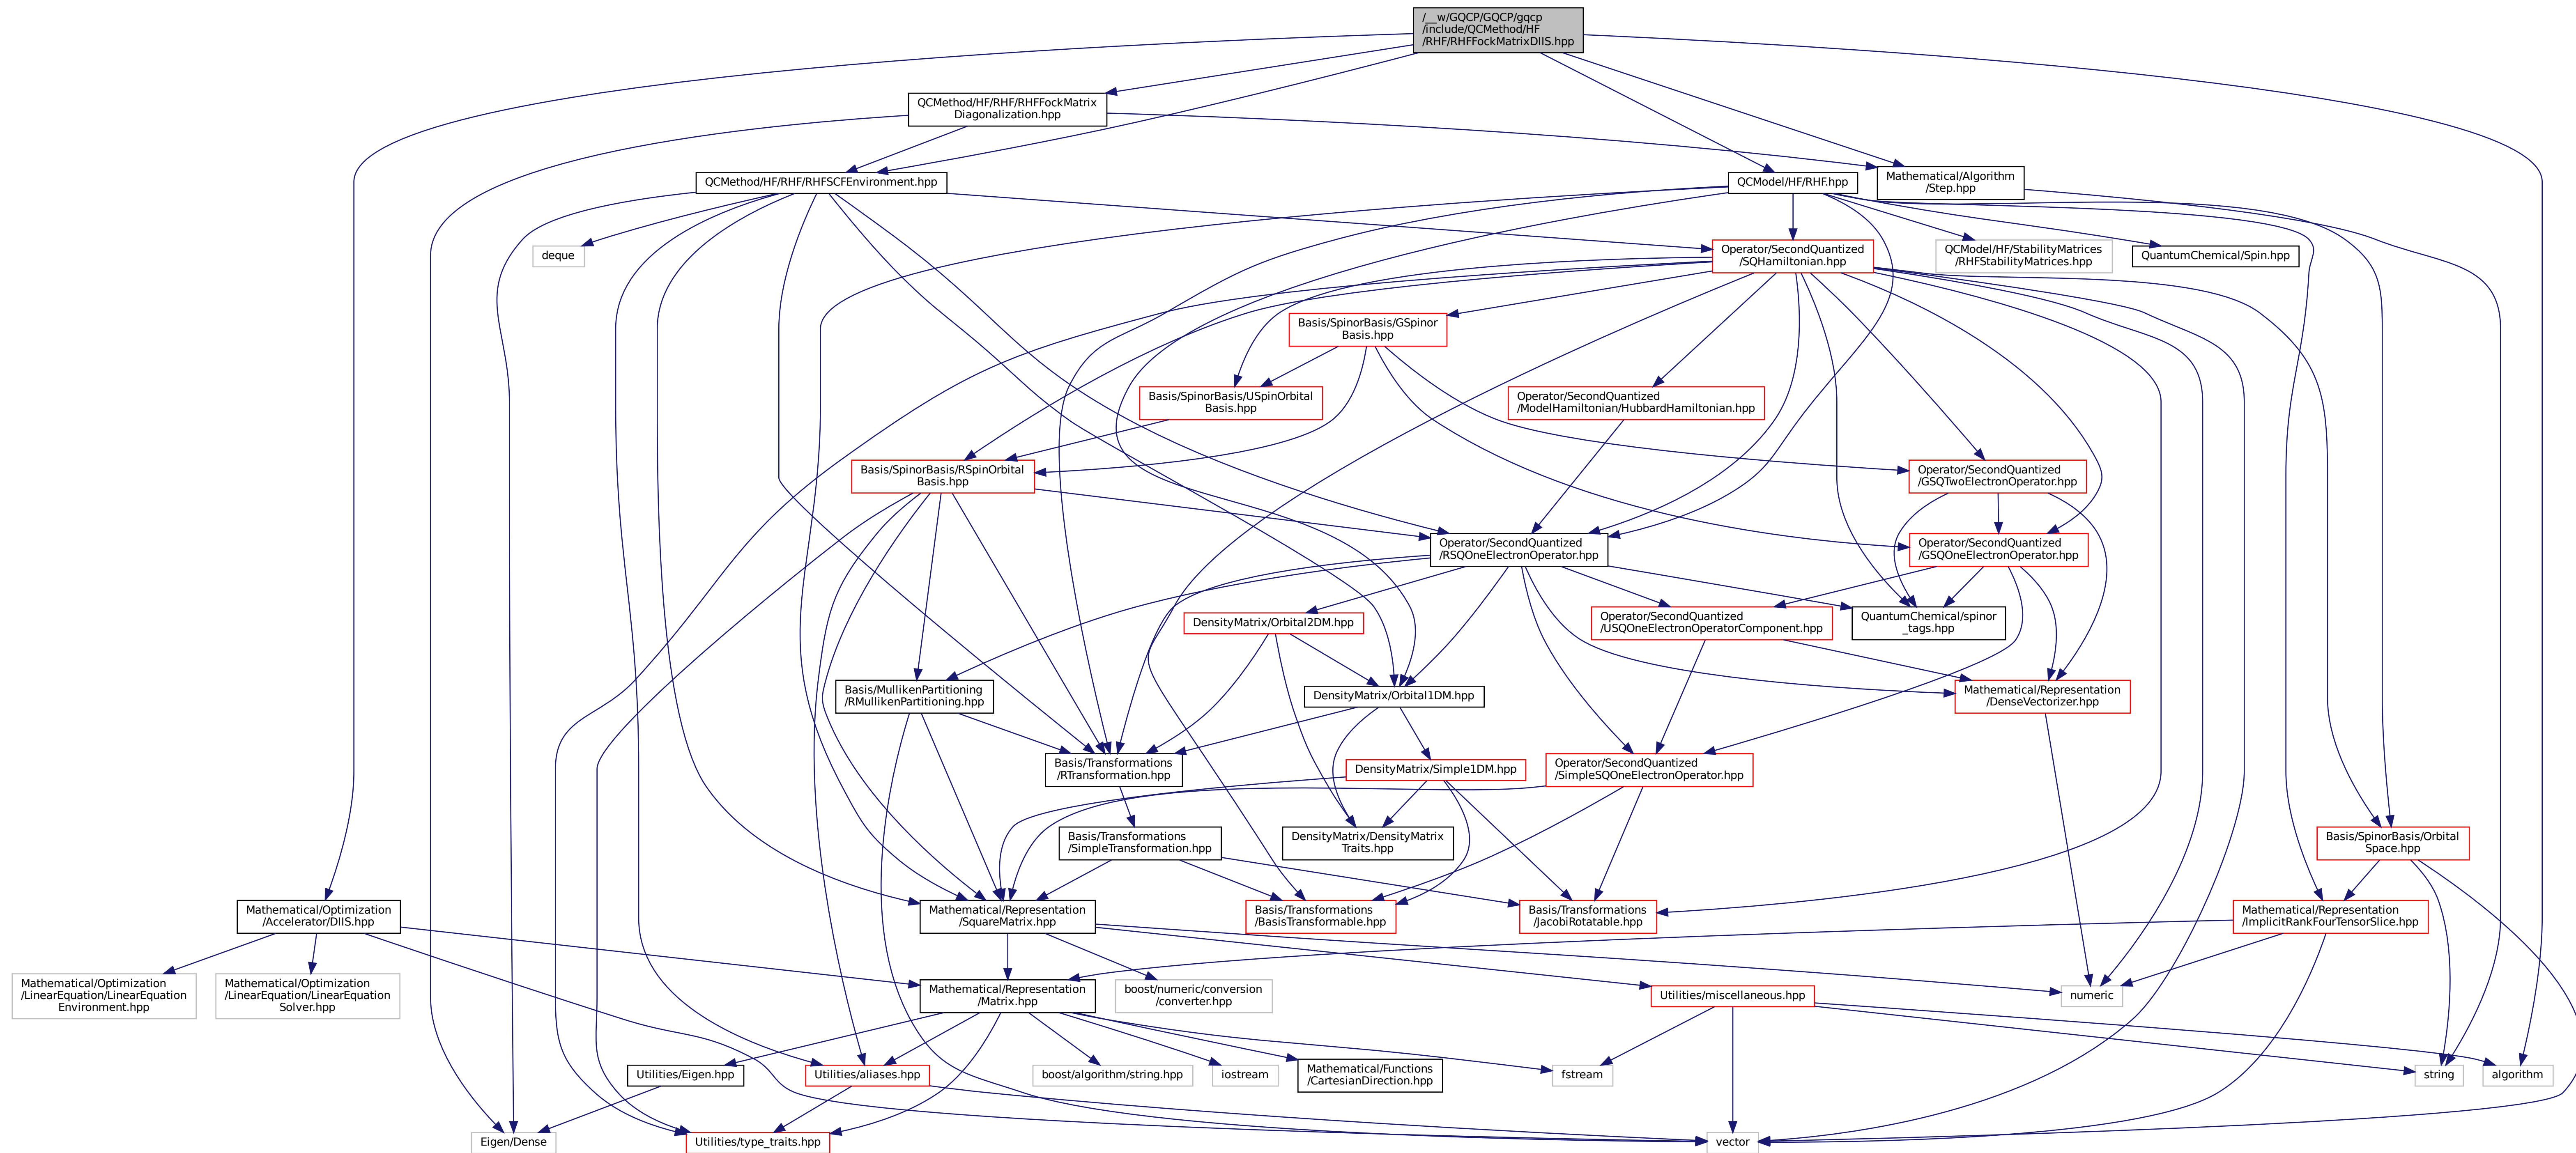 /__w/GQCP/GQCP/gqcp
/include/QCMethod/HF
/RHF/RHFFockMatrixDIIS.hpp
QCMethod/HF/RHF/RHFFockMatrix
Diagonalization.hpp
QCMethod/HF/RHF/RHFSCFEnvironment.hpp
QCModel/HF/RHF.hpp
Mathematical/Algorithm
/Step.hpp
deque
Operator/SecondQuantized
/SQHamiltonian.hpp
QCModel/HF/StabilityMatrices
/RHFStabilityMatrices.hpp
QuantumChemical/Spin.hpp
Basis/SpinorBasis/GSpinor
Basis.hpp
Basis/SpinorBasis/USpinOrbital
Basis.hpp
Operator/SecondQuantized
/ModelHamiltonian/HubbardHamiltonian.hpp
Basis/SpinorBasis/RSpinOrbital
Basis.hpp
Operator/SecondQuantized
/GSQTwoElectronOperator.hpp
Operator/SecondQuantized
/RSQOneElectronOperator.hpp
Operator/SecondQuantized
/GSQOneElectronOperator.hpp
DensityMatrix/Orbital2DM.hpp
Operator/SecondQuantized
/USQOneElectronOperatorComponent.hpp
QuantumChemical/spinor
_tags.hpp
Basis/MullikenPartitioning
/RMullikenPartitioning.hpp
DensityMatrix/Orbital1DM.hpp
Mathematical/Representation
/DenseVectorizer.hpp
Basis/Transformations
/RTransformation.hpp
DensityMatrix/Simple1DM.hpp
Operator/SecondQuantized
/SimpleSQOneElectronOperator.hpp
Basis/Transformations
/SimpleTransformation.hpp
DensityMatrix/DensityMatrix
Traits.hpp
Basis/SpinorBasis/Orbital
Space.hpp
Mathematical/Optimization
/Accelerator/DIIS.hpp
Mathematical/Representation
/SquareMatrix.hpp
Basis/Transformations
/BasisTransformable.hpp
Basis/Transformations
/JacobiRotatable.hpp
Mathematical/Representation
/ImplicitRankFourTensorSlice.hpp
Mathematical/Optimization
/LinearEquation/LinearEquation
Environment.hpp
Mathematical/Optimization
/LinearEquation/LinearEquation
Solver.hpp
Mathematical/Representation
/Matrix.hpp
boost/numeric/conversion
/converter.hpp
Utilities/miscellaneous.hpp
numeric
Utilities/Eigen.hpp
Utilities/aliases.hpp
boost/algorithm/string.hpp
iostream
Mathematical/Functions
/CartesianDirection.hpp
fstream
string
algorithm
Eigen/Dense
Utilities/type_traits.hpp
vector